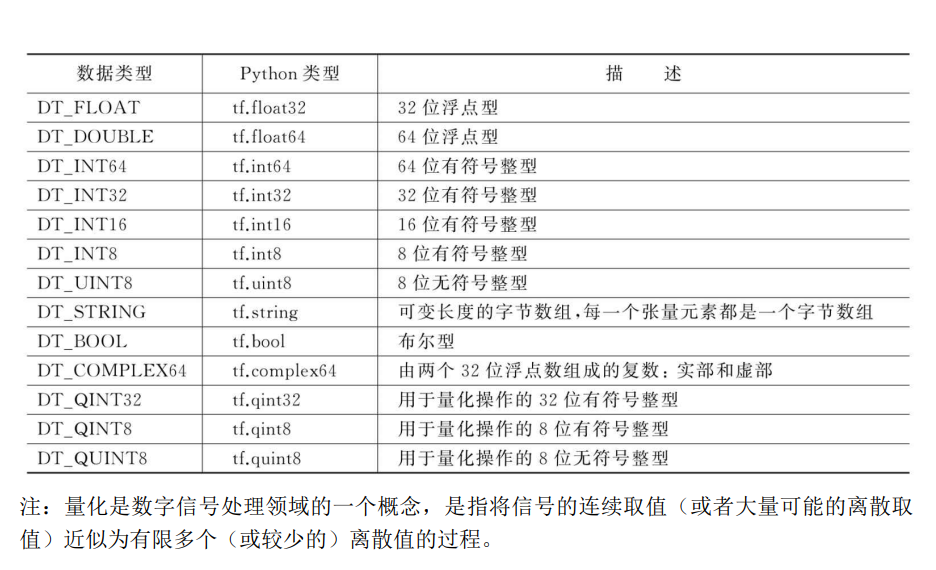 数据类型 Python 类型 描 述
DT_FLOAT tf.float32 32 位浮点型
DT_DOUBLE tf.float64 64 位浮点型
DT_INT64 tf.int64 64 位有符号整型
DT_INT32 tf.int32 32 位有符号整型
DT_INT16 tf.int16 16 位有符号整型
DT_INT8 tf.int8 8 位有符号整型
DT_UINT8 tf.uint8 8 位无符号整型
DT_STRING tf.string 可变长度的字节数组,每一个张量元素都是一个字节数组
DT_BOOL tf.bool 布尔型
DT_COMPLEX64 tf.complex64 由两个 32 位浮点数组成的复数: 实部和虚部
DT_QINT32 tf.qint32 用于量化操作的 32 位有符号整型
DT_QINT8 tf.qint8 用于量化操作的 8 位有符号整型
DT_QUINT8 tf.quint8 用于量化操作的 8 位无符号整型
注：量化是数字信号处理领域的一个概念，是指将信号的连续取值（或者大量可能的离散取
值）近似为有限多个（或较少的）离散值的过程。